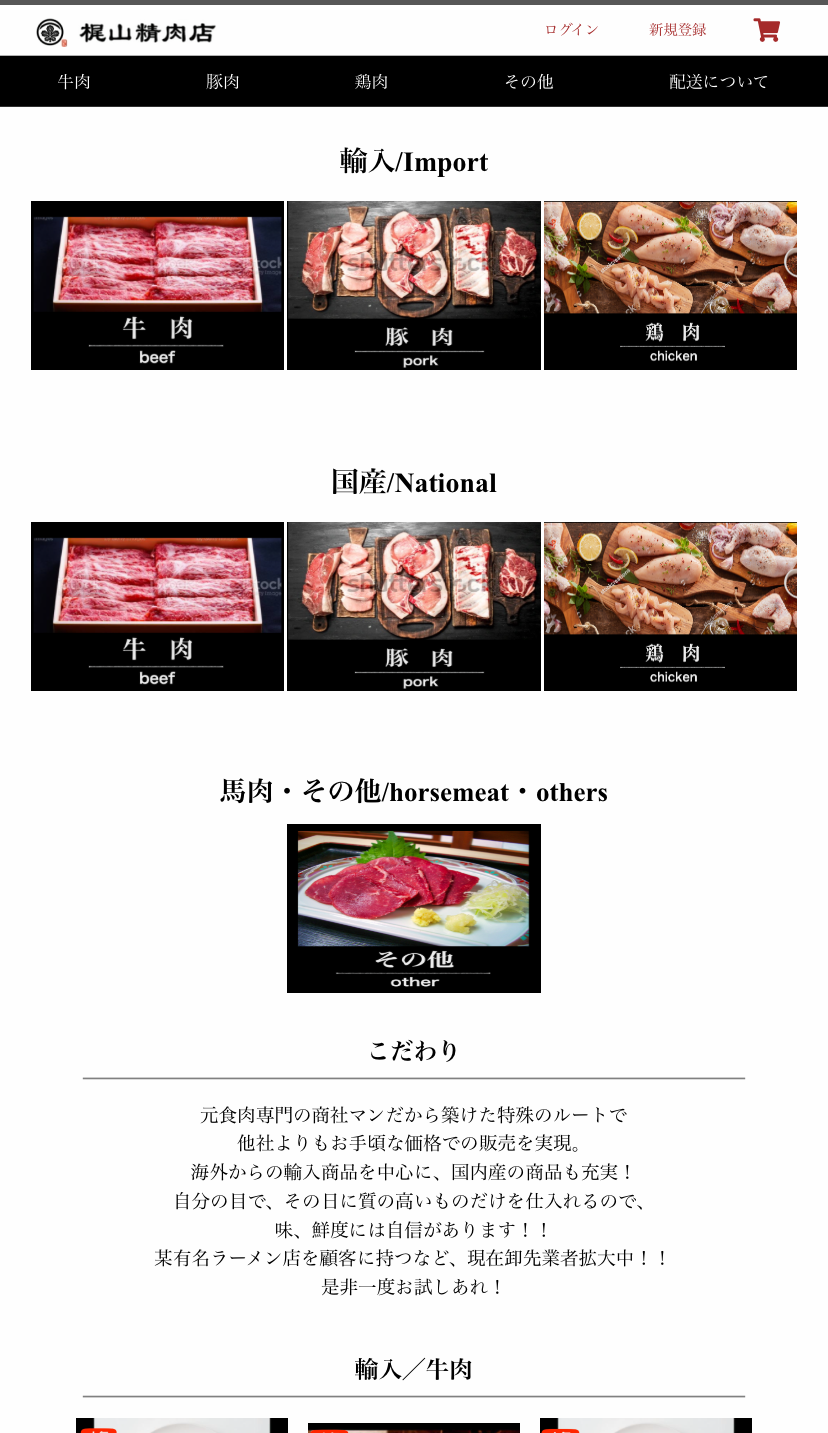 梶山精肉店
ログイン 新規登録
牛肉 豚肉 鶏肉 その他 配送について
輸入/Import
牛 肉
beef
shutterstock
豚 肉
pork
鶏 肉
chicken
国産/National
牛 肉
beef
shutterstock
豚 肉
pork
鶏 肉
chicken
馬肉・その他/horsemeat・others
その他
other
こだわり
元食肉専門の商社マンだから築けた特殊のルートで
他社よりもお手頃な価格での販売を実現。
海外からの輸入商品を中心に、国内産の商品も充実！
自分の目で、その日に質の高いものだけを仕入れるので、
味、鮮度には自信があります！！
某有名ラーメン店を顧客に持つなど、現在卸先業者拡大中！！
是非一度お試しあれ！
輸入／牛肉